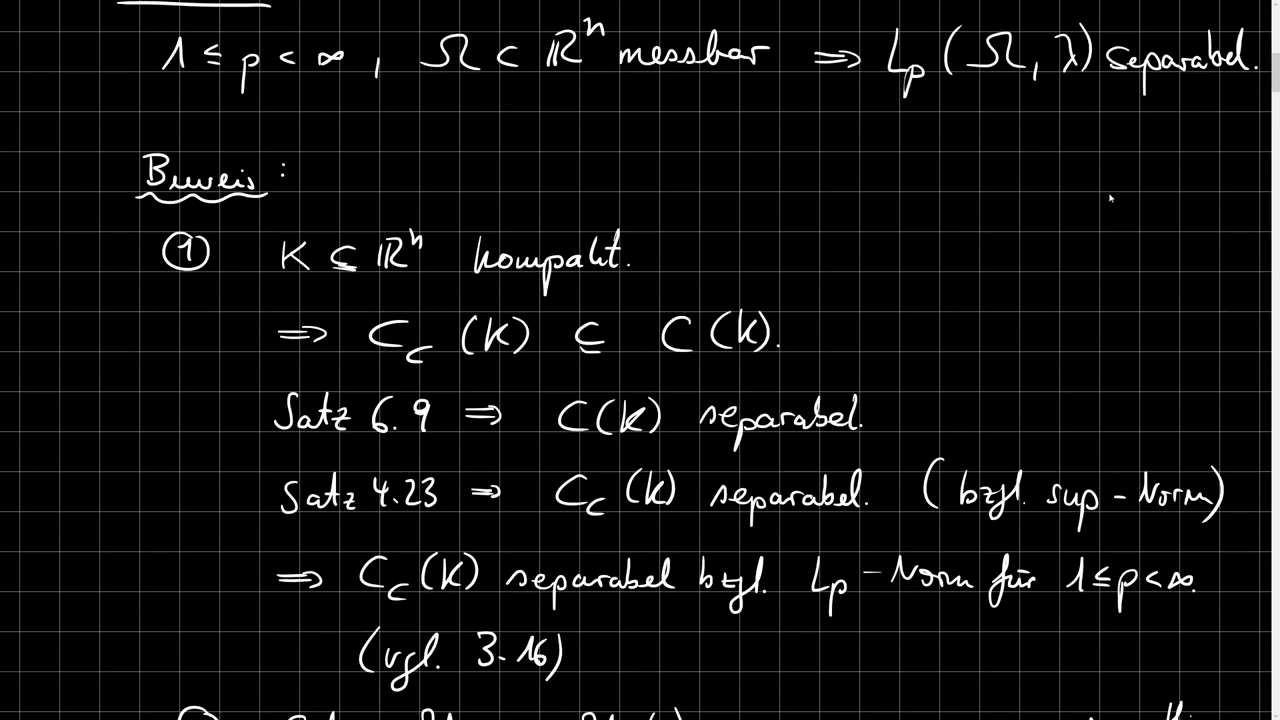 1 ≤ p < ∞, Ω ⊂ ℝⁿ messbar ⇒ L_p(Ω, λ) separabel.
Beweis:
① K ⊆ ℝⁿ kompakt.
⇒ C_c(K) ⊆ C(K).
Satz 6.9 ⇒ C(K) separabel.
Satz 4.23 ⇒ C_c(K) separabel. (bzgl. sup-Norm)
⇒ C_c(K) separabel bzgl. L_p-Norm für 1 ≤ p < ∞.
(vgl. 3.16)